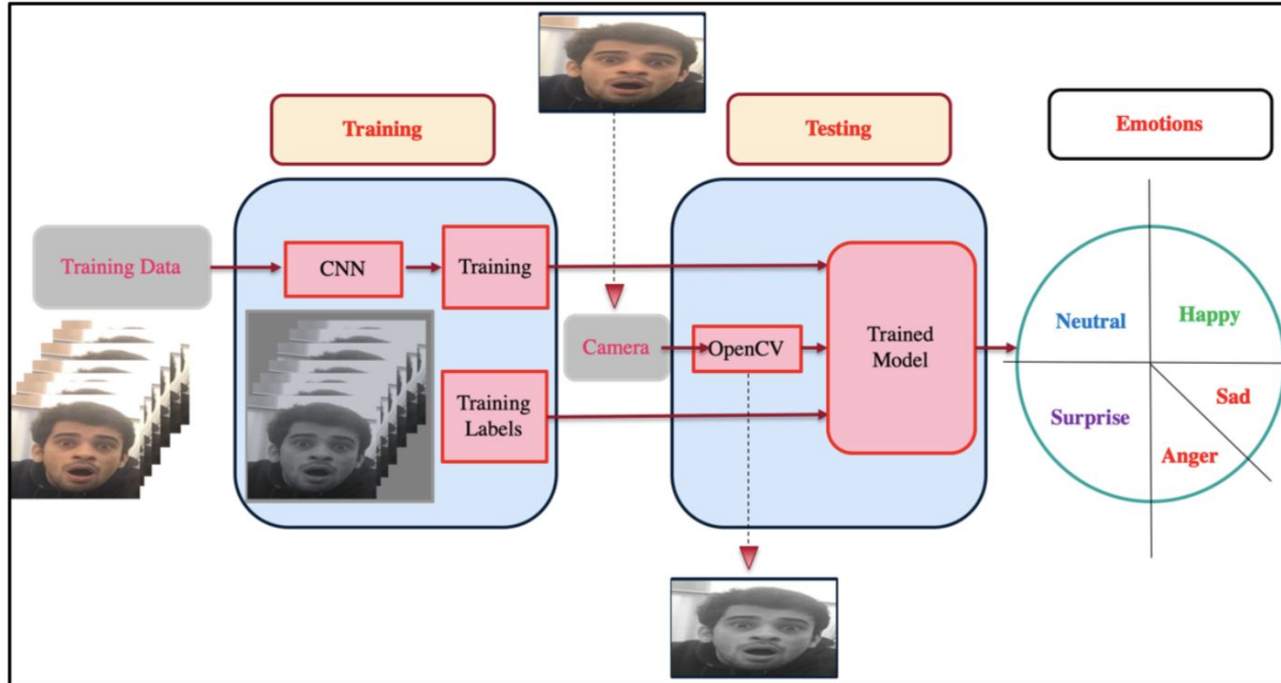 Training
Testing
Emotions
Training Data
CNN
Training
Camera
OpenCV
Trained
Model
Training
Labels
Neutral
Happy
Surprise
Sad
Anger